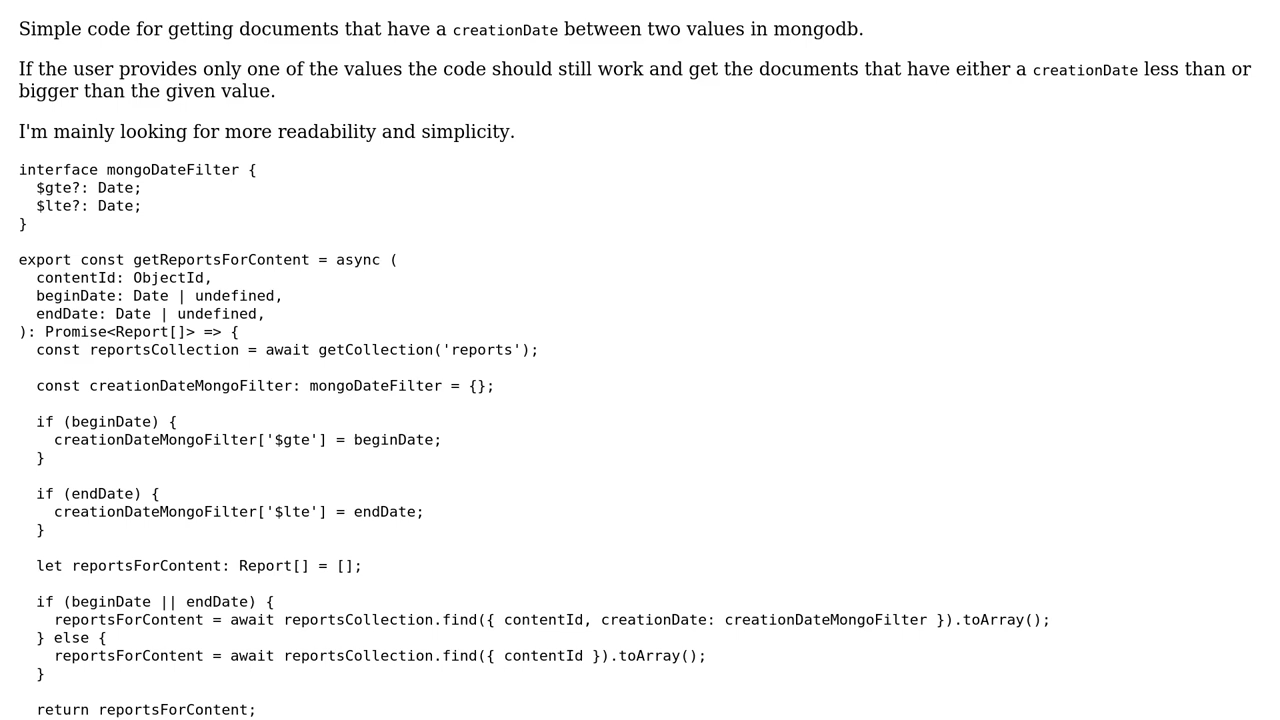 Simple code for getting documents that have a creationDate between two values in mongodb.
If the user provides only one of the values the code should still work and get the documents that have either a creationDate less than or
bigger than the given value.
I'm mainly looking for more readability and simplicity.
interface mongoDateFilter {
  $gte?: Date;
  $lte?: Date;
}
export const getReportsForContent = async (
  contentId: ObjectId,
  beginDate: Date | undefined,
  endDate: Date | undefined,
): Promise<Report[]> => {
  const reportsCollection = await getCollection('reports');
  const creationDateMongoFilter: mongoDateFilter = {};
  if (beginDate) {
    creationDateMongoFilter['$gte'] = beginDate;
  }
  if (endDate) {
    creationDateMongoFilter['$lte'] = endDate;
  }
  let reportsForContent: Report[] = [];
  if (beginDate || endDate) {
    reportsForContent = await reportsCollection.find({ contentId, creationDate: creationDateMongoFilter }).toArray();
  } else {
    reportsForContent = await reportsCollection.find({ contentId }).toArray();
  }
  return reportsForContent;